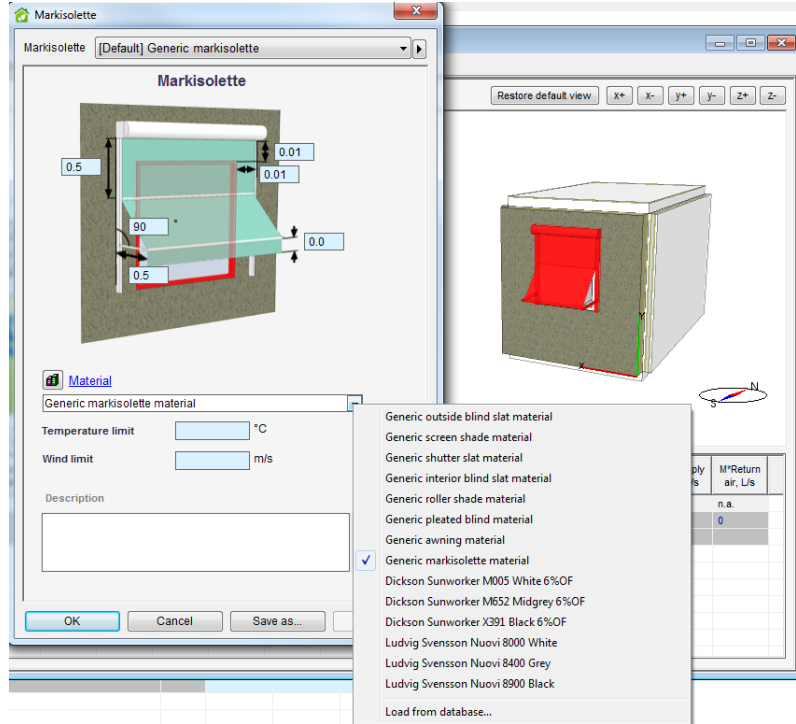 Markisolette
Markisolette [Default] Generic markisolette
Markisolette
0.5
0.01
0.01
90 °
0.0
0.5
Material
Generic markisolette material
Temperature limit °C
Wind limit m/s
Description
OK Cancel Save as...
Restore default view x+ x- y+ y- z+ z-
Y
X
N
S
Generic outside blind slat material
Generic screen shade material
Generic shutter slat material
Generic interior blind slat material
Generic roller shade material
Generic pleated blind material
Generic awning material
✓ Generic markisolette material
Dickson Sunworker M005 White 6%OF
Dickson Sunworker M652 Midgrey 6%OF
Dickson Sunworker X391 Black 6%OF
Ludvig Svensson Nuovi 8000 White
Ludvig Svensson Nuovi 8400 Grey
Ludvig Svensson Nuovi 8900 Black
Load from database...
ply M*Return
/s air, L/s
n.a.
0